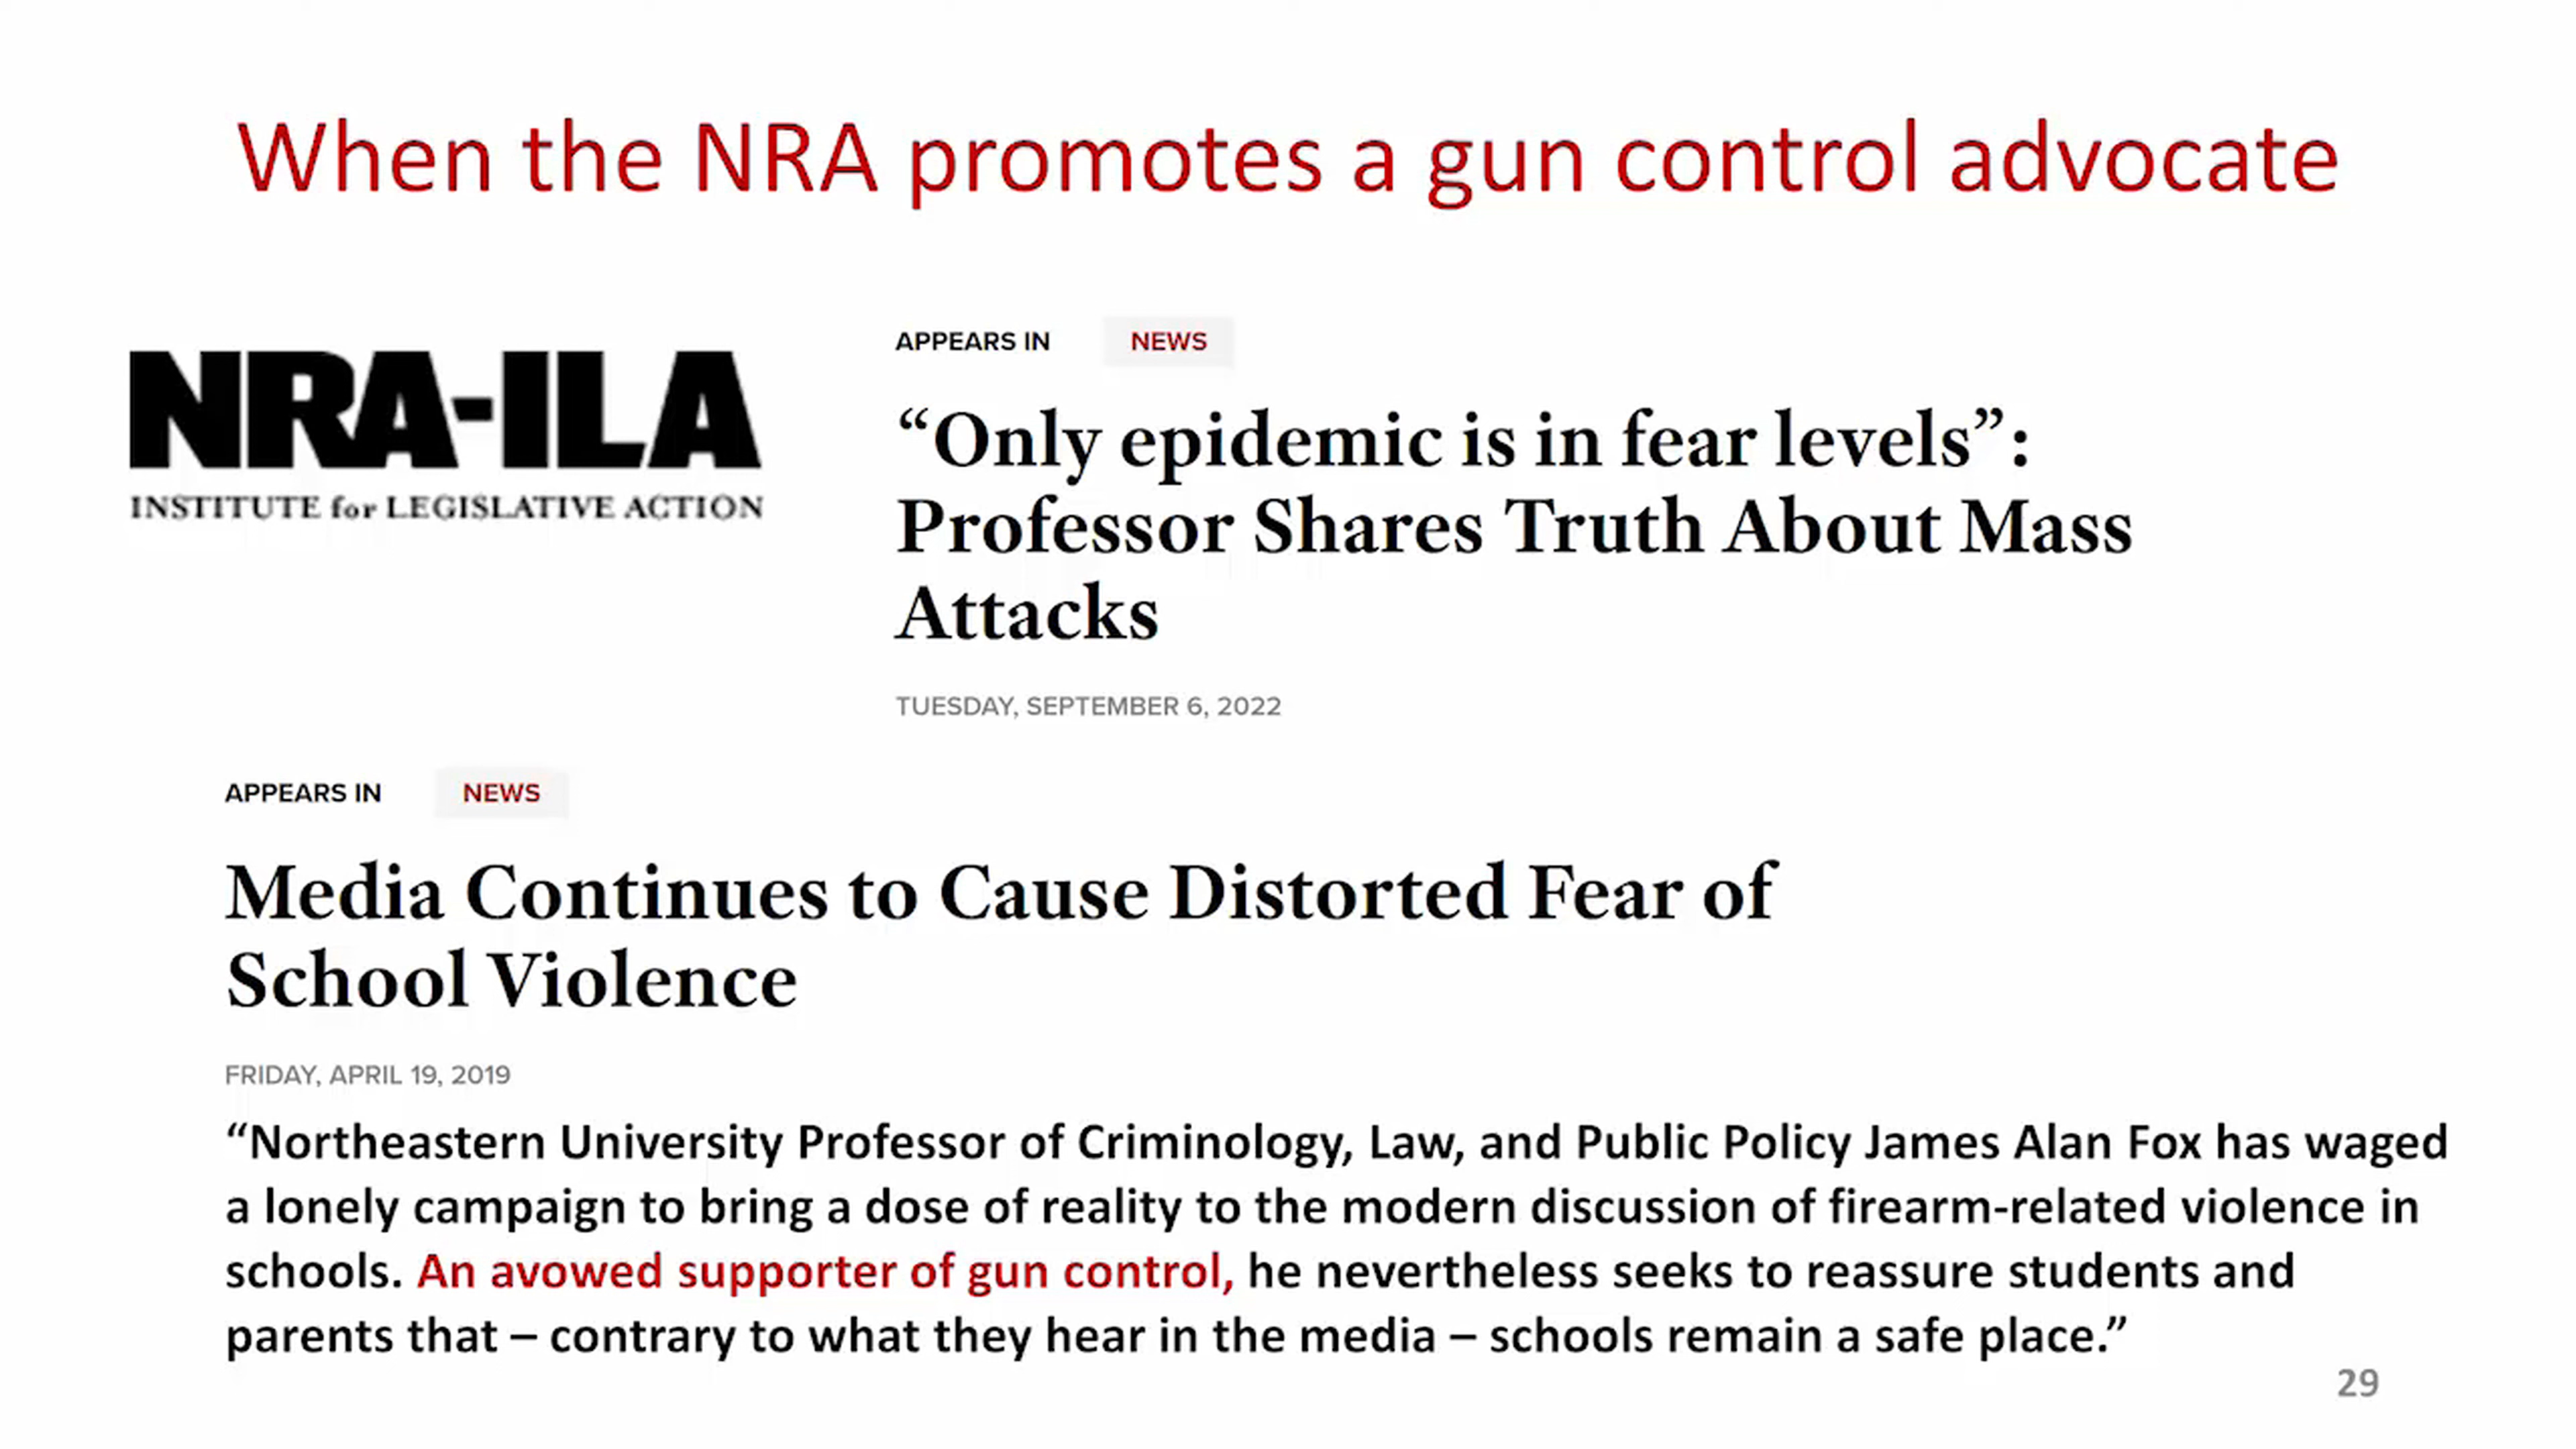 When the NRA promotes a gun control advocate
NRA-ILA
INSTITUTE for LEGISLATIVE ACTION
APPEARS IN NEWS
“Only epidemic is in fear levels”:
Professor Shares Truth About Mass
Attacks
TUESDAY, SEPTEMBER 6, 2022
APPEARS IN NEWS
Media Continues to Cause Distorted Fear of
School Violence
FRIDAY, APRIL 19, 2019
“Northeastern University Professor of Criminology, Law, and Public Policy James Alan Fox has waged
a lonely campaign to bring a dose of reality to the modern discussion of firearm-related violence in
schools. An avowed supporter of gun control, he nevertheless seeks to reassure students and
parents that – contrary to what they hear in the media – schools remain a safe place.”
29